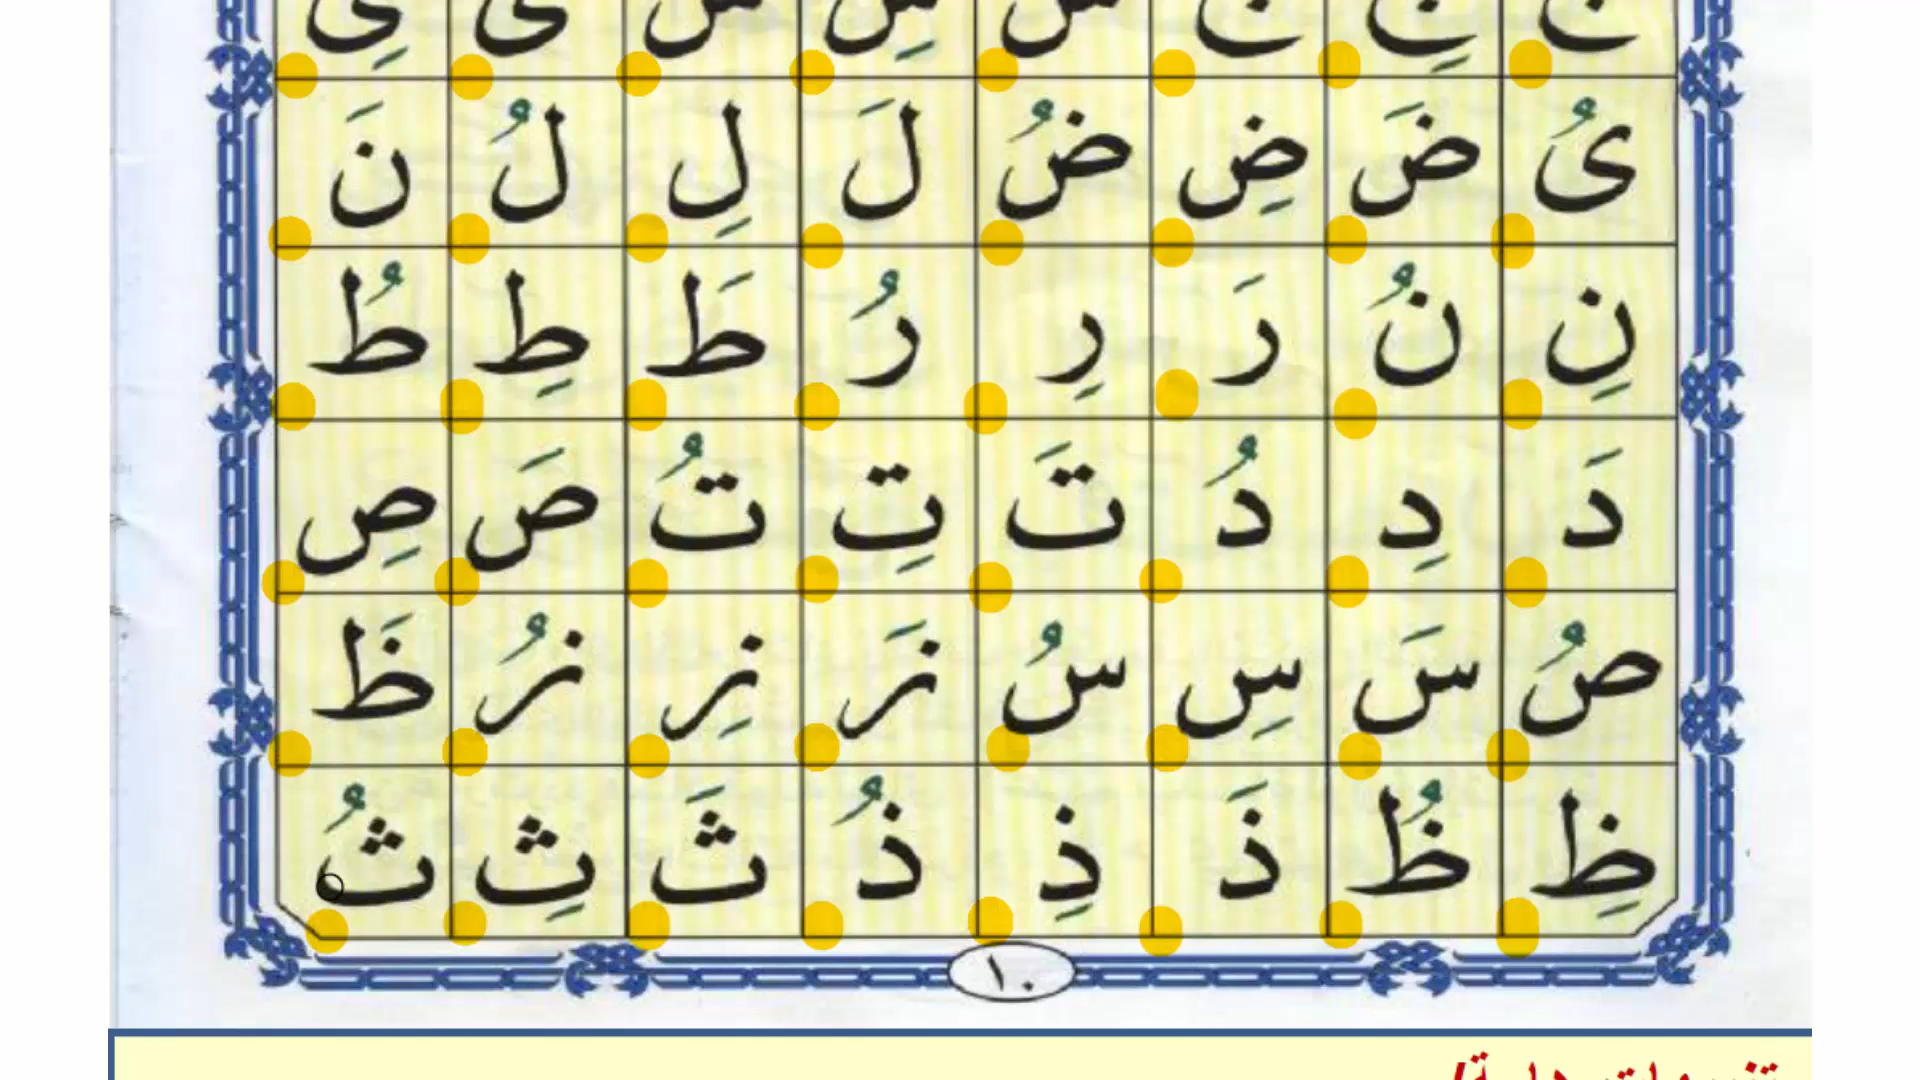 ىُ ضَ ضِ ضُ لَ لِ لُ نَ
نِ نُ رَ رِ رُ طَ طِ طُ
دَ دِ دُ تَ تِ تُ صَ صِ
صُ سَ سِ سُ زَ زِ زُ ظَ
ظِ ظُ ذَ ذِ ذُ ثَ ثِ ثُ
١٠